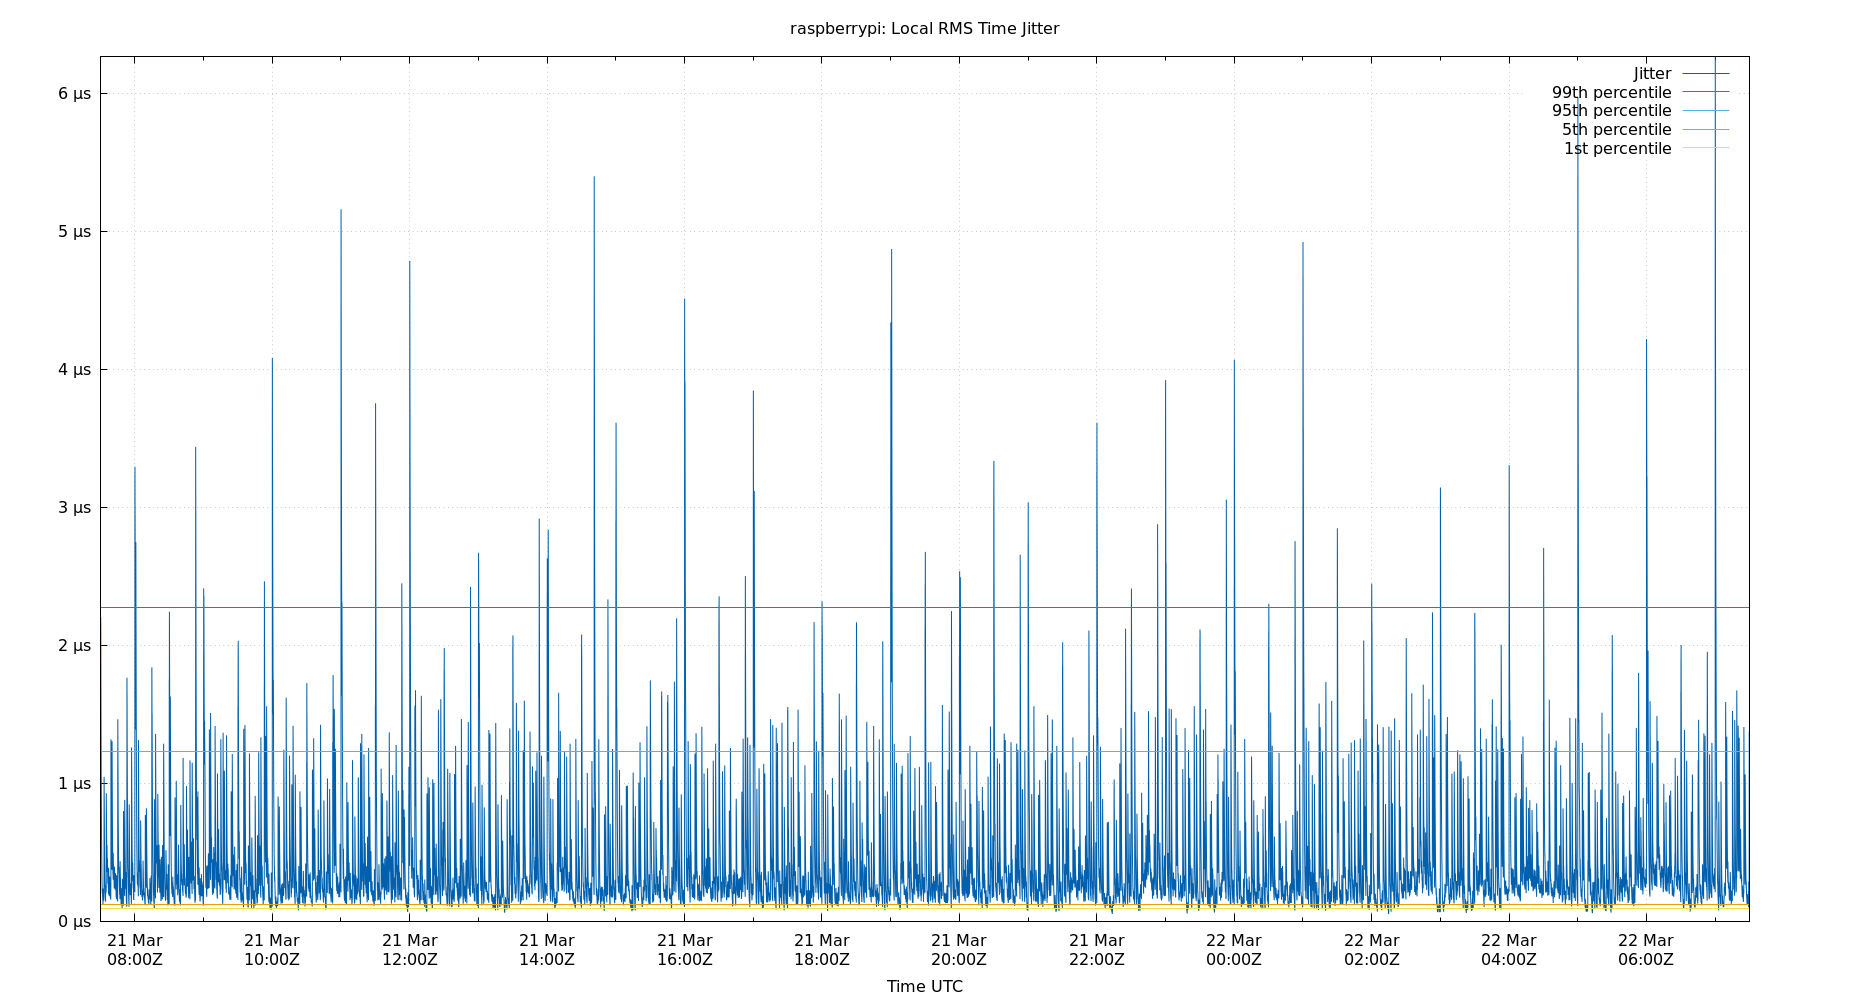 raspberrypi: Local RMS Time Jitter
Jitter
99th percentile
95th percentile
5th percentile
1st percentile
6 µs
5 µs
4 µs
3 µs
2 µs
1 µs
0 µs
21 Mar 21 Mar 21 Mar 21 Mar 21 Mar 21 Mar 21 Mar 21 Mar 22 Mar 22 Mar 22 Mar 22 Mar
08:00Z 10:00Z 12:00Z 14:00Z 16:00Z 18:00Z 20:00Z 22:00Z 00:00Z 02:00Z 04:00Z 06:00Z
Time UTC